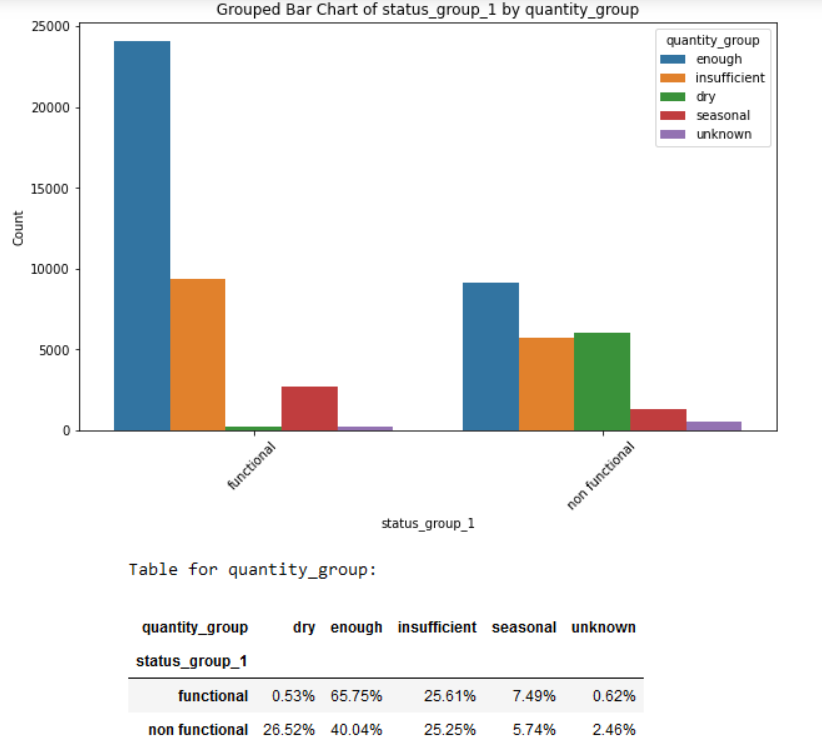 Grouped Bar Chart of status_group_1 by quantity_group
25000
20000
15000
10000
5000
0
Count
quantity_group
enough
insufficient
dry
seasonal
unknown
functional
non functional
status_group_1
Table for quantity_group:
quantity_group dry enough insufficient seasonal unknown
status_group_1
functional 0.53% 65.75% 25.61% 7.49% 0.62%
non functional 26.52% 40.04% 25.25% 5.74% 2.46%